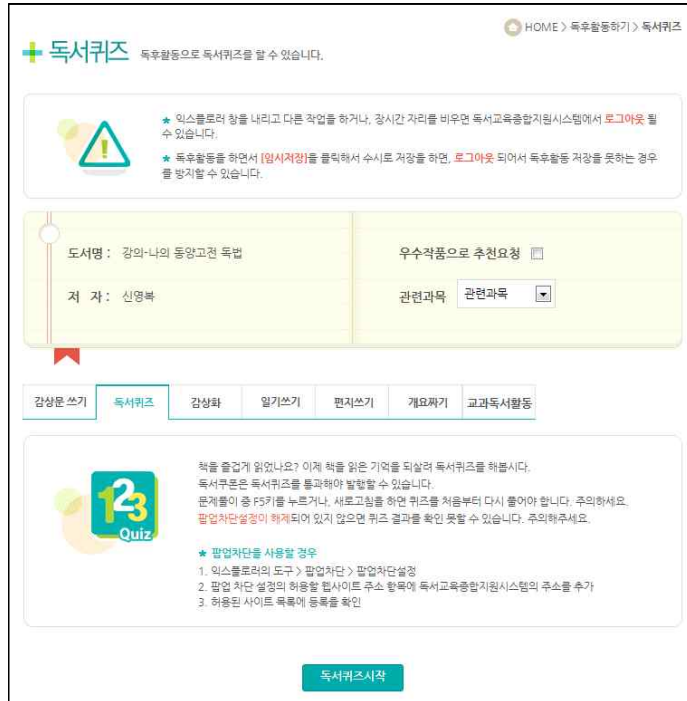 HOME > 독후활동하기 > 독서퀴즈
독서퀴즈 독후활동으로 독서퀴즈를 할 수 있습니다.
★ 익스플로러 창을 내리고 다른 작업을 하거나, 장시간 자리를 비우면 독서교육종합지원시스템에서 로그아웃 될
수 있습니다.
★ 독후활동을 하면서 [임시저장]을 클릭해서 수시로 저장을 하면, 로그아웃 되어서 독후활동 저장을 못하는 경우
를 방지할 수 있습니다.
도서명 : 강의-나의 동양고전 독법 우수작품으로 추천요청
저 자 : 신영복 관련과목 관련과목
감상문 쓰기 독서퀴즈 감상화 일기쓰기 편지쓰기 개요짜기 교과독서활동
123
Quiz
책을 즐겁게 읽었나요? 이제 책을 읽은 기억을 되살려 독서퀴즈를 해봅시다.
독서쿠폰은 독서퀴즈를 통과해야 발행할 수 있습니다.
문제풀이 중 F5키를 누르거나, 새로고침을 하면 퀴즈를 처음부터 다시 풀어야 합니다. 주의하세요.
팝업차단설정이 해제되어 있지 않으면 퀴즈 결과를 확인 못할 수 있습니다. 주의해주세요.
★ 팝업차단을 사용할 경우
1. 익스플로러의 도구 > 팝업차단 > 팝업차단설정
2. 팝업 차단 설정의 허용할 웹사이트 주소 항목에 독서교육종합지원시스템의 주소를 추가
3. 허용된 사이트 목록에 등록을 확인
독서퀴즈시작